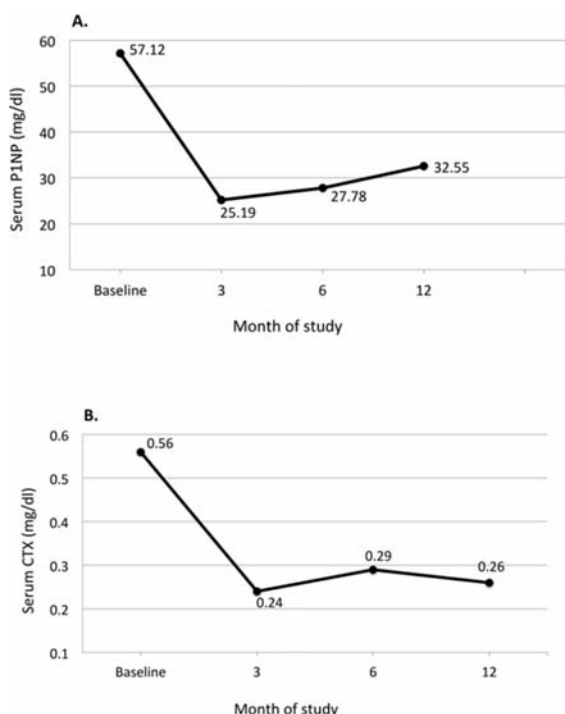 A.
Serum P1NP (mg/dl)
60
50
40
30
20
10
57.12
25.19
27.78
32.55
Baseline 3 6 12
Month of study
B.
Serum CTX (mg/dl)
0.6
0.5
0.4
0.3
0.2
0.1
0.56
0.24
0.29
0.26
Baseline 3 6 12
Month of study